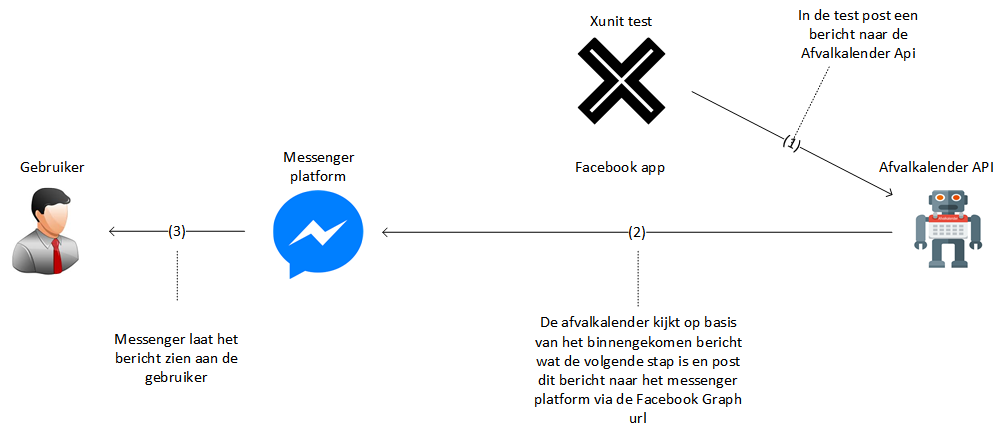 Xunit test
In de test post een
bericht naar de
Afvalkalender Api
(1)
Gebruiker
Messenger
platform
Facebook app
Afvalkalender API
(3)
(2)
Messenger laat het
bericht zien aan de
gebruiker
De afvalkalender kijkt op basis
van het binnengekomen bericht
wat de volgende stap is en post
dit bericht naar het messenger
platform via de Facebook Graph
url